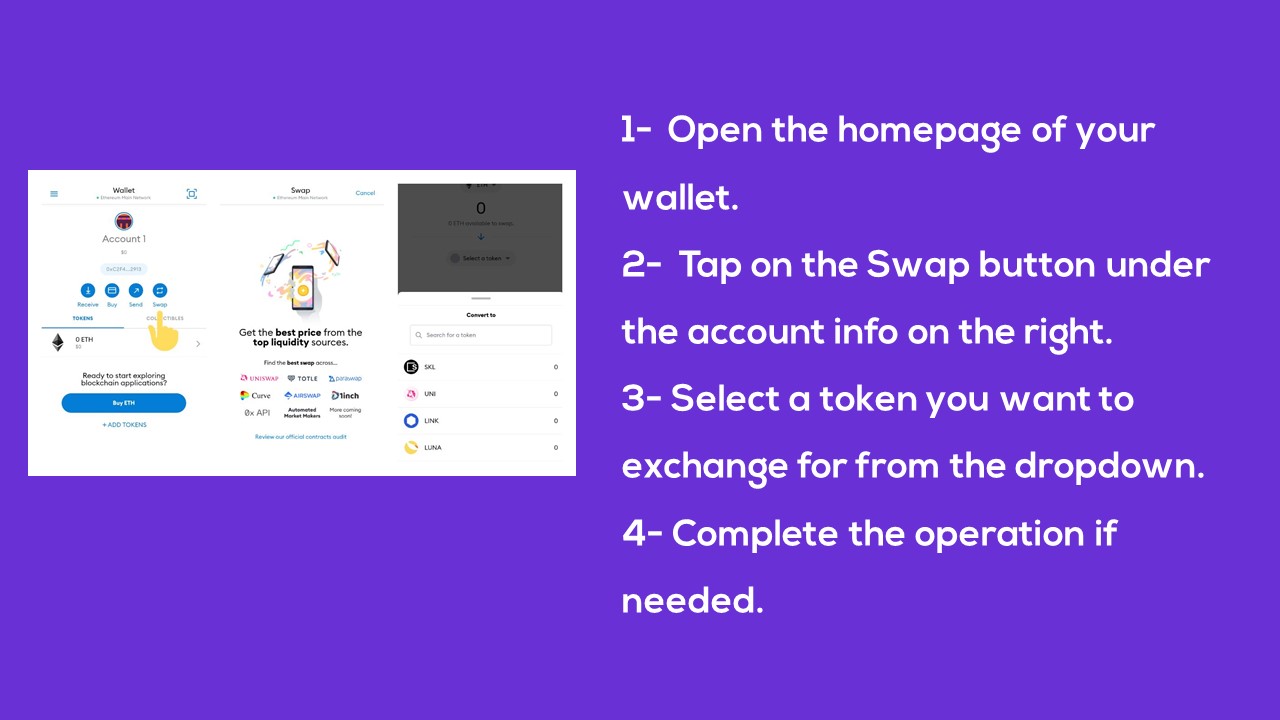 Wallet
Ethereum Main Network
Account 1
$0
Receive Buy Send Swap
TOKENS COLLECTIBLES
0 ETH
$0
Ready to start exploring
blockchain applications?
Buy ETH
+ ADD TOKENS
Swap
Cancel
Ethereum Main Network
Get the best price from the
top liquidity sources.
Find the best swap across...
UNISWAP TOTLE paraswap
Curve AIRSWAP 1inch
0x API Automated More coming
Market Makers soon!
Review our official contracts audit
ETH
0
0 ETH available to swap.
Select a token
Convert to
Search for a token
SKL 0
UNI 0
LINK 0
LUNA 0
1- Open the homepage of your
wallet.
2- Tap on the Swap button under
the account info on the right.
3- Select a token you want to
exchange for from the dropdown.
4- Complete the operation if
needed.